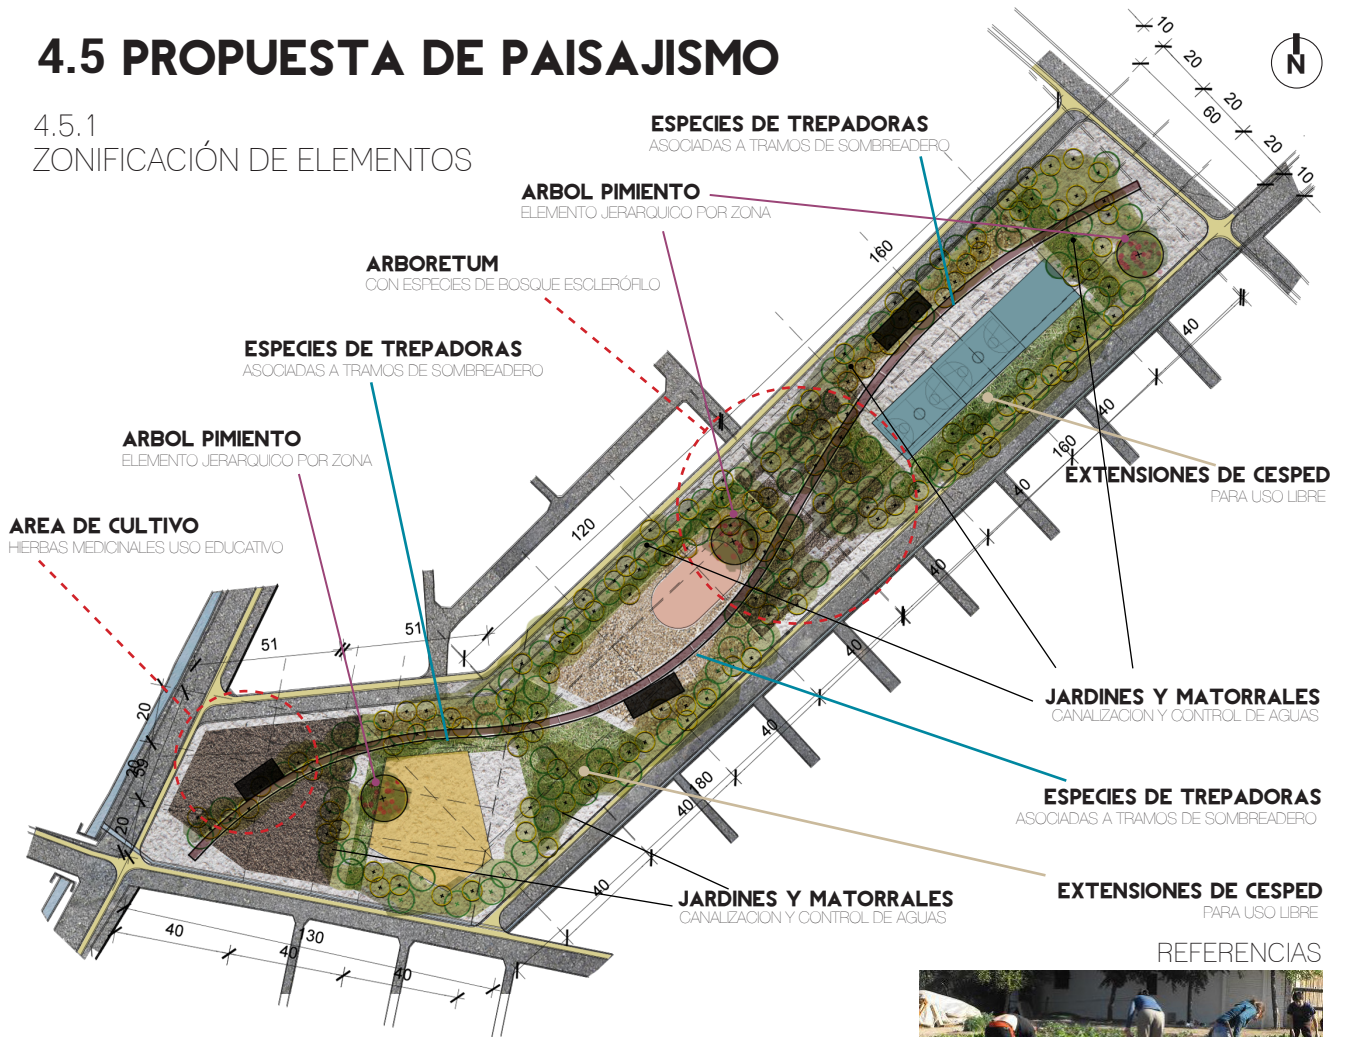 4.5 PROPUESTA DE PAISAJISMO
N
4.5.1
ZONIFICACIÓN DE ELEMENTOS
ESPECIES DE TREPADORAS
ASOCIADAS A TRAMOS DE SOMBREADERO
ARBOL PIMIENTO
ELEMENTO JERARQUICO POR ZONA
ARBORETUM
CON ESPECIES DE BOSQUE ESCLERÓFILO
ESPECIES DE TREPADORAS
ASOCIADAS A TRAMOS DE SOMBREADERO
ARBOL PIMIENTO
ELEMENTO JERARQUICO POR ZONA
AREA DE CULTIVO
HIERBAS MEDICINALES USO EDUCATIVO
EXTENSIONES DE CESPED
PARA USO LIBRE
JARDINES Y MATORRALES
CANALIZACION Y CONTROL DE AGUAS
ESPECIES DE TREPADORAS
ASOCIADAS A TRAMOS DE SOMBREADERO
EXTENSIONES DE CESPED
PARA USO LIBRE
JARDINES Y MATORRALES
CANALIZACION Y CONTROL DE AGUAS
REFERENCIAS
10
20
20
60
20
10
160
40
40
160
40
40
40
40
180
40
40
120
51
51
20
20
40
130
40
40